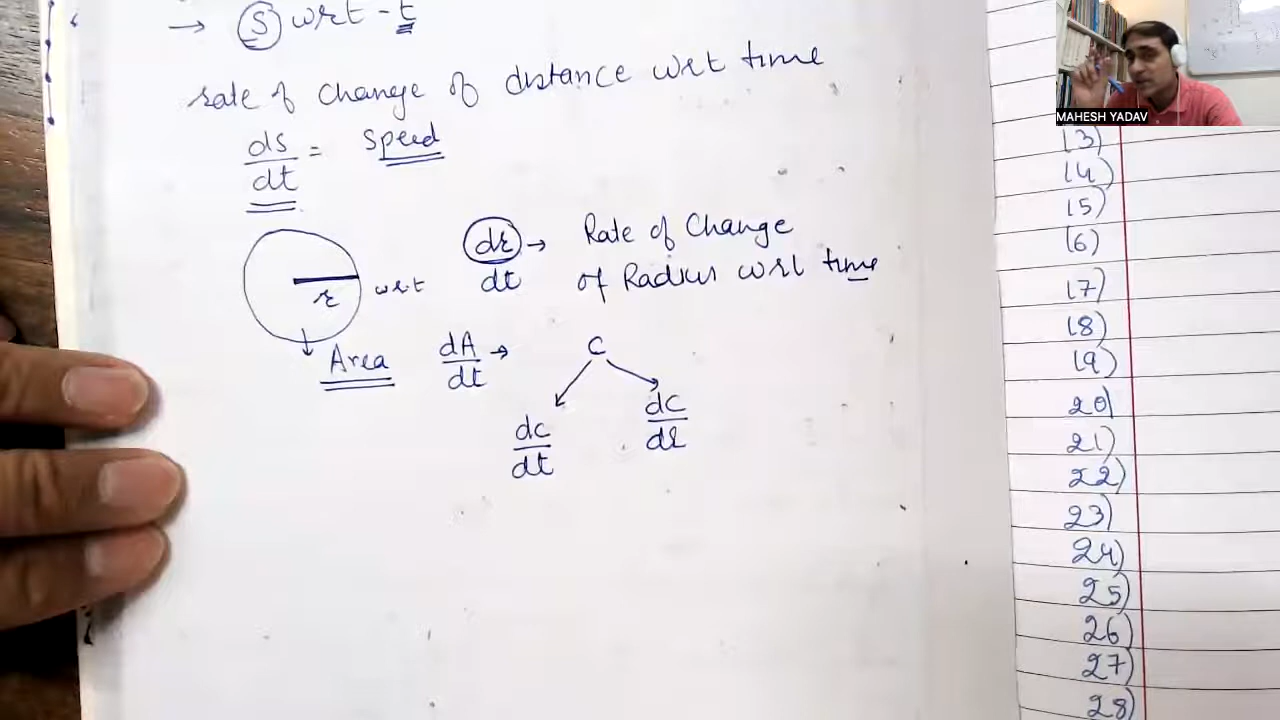 → S wrt - t
rate of change of distance wrt time
ds/dt = speed
r wrt dr/dt → Rate of Change
of Radius wrt time
Area dA/dt → C
dc/dt dc/dr
MAHESH YADAV
13)
14)
15)
16)
17)
18)
19)
20)
21)
22)
23)
24)
25)
26)
27)
28)